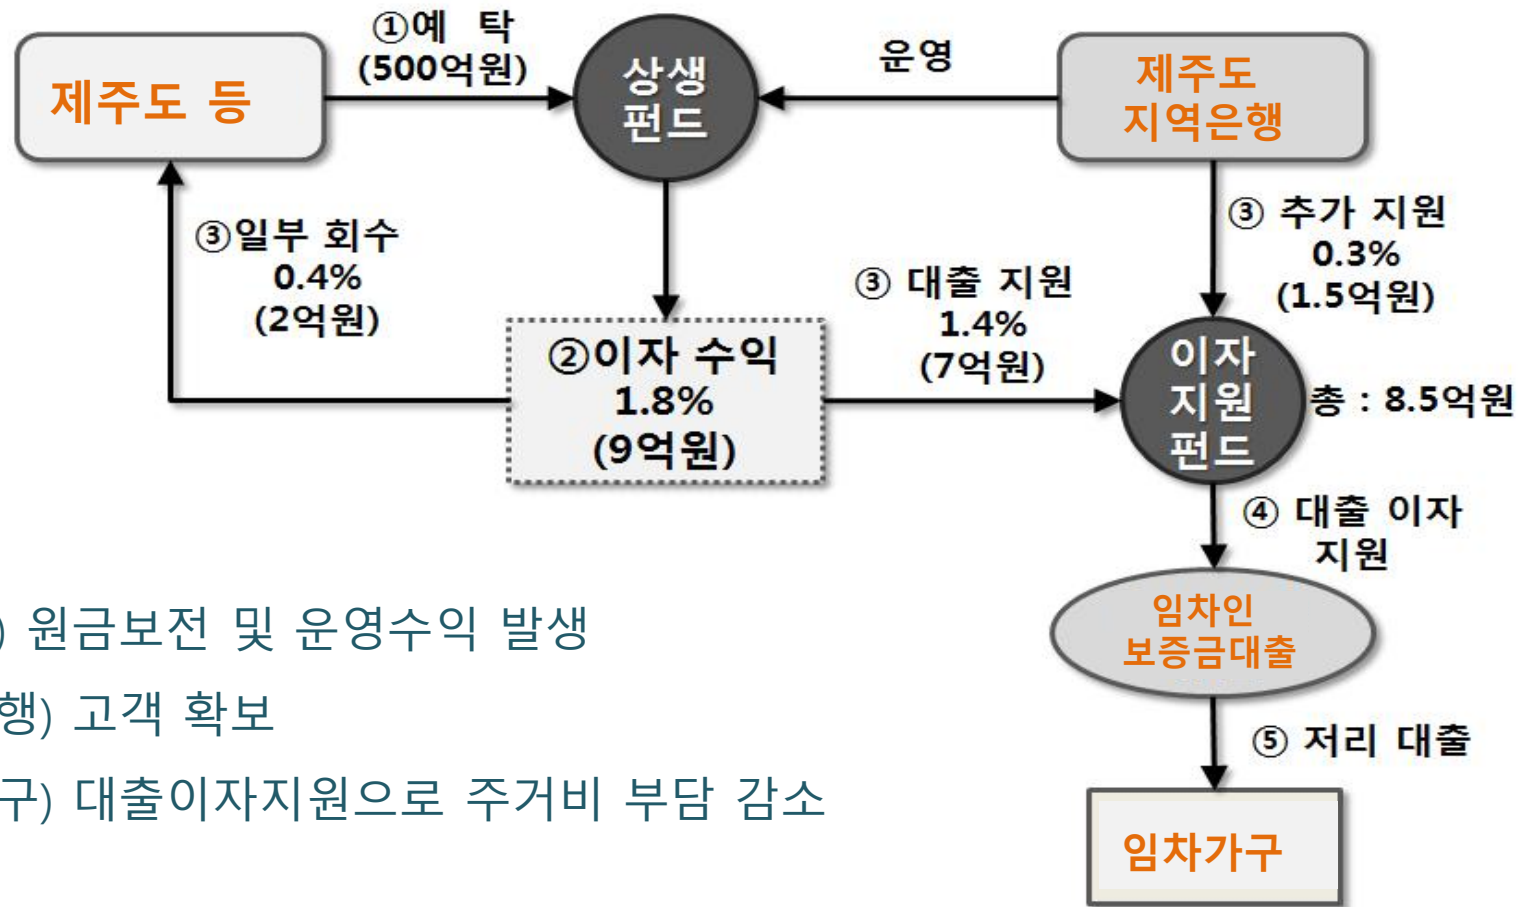 ①예 탁
(500억원)
제주도 등
상생
펀드
운영
제주도
지역은행
③일부 회수
0.4%
(2억원)
③ 추가 지원
0.3%
(1.5억원)
③ 대출 지원
1.4%
(7억원)
②이자 수익
1.8%
(9억원)
이자
지원
펀드
총 : 8.5억원
④ 대출 이자
지원
) 원금보전 및 운영수익 발생
임차인
보증금대출
행) 고객 확보
⑤ 저리 대출
구) 대출이자지원으로 주거비 부담 감소
임차가구